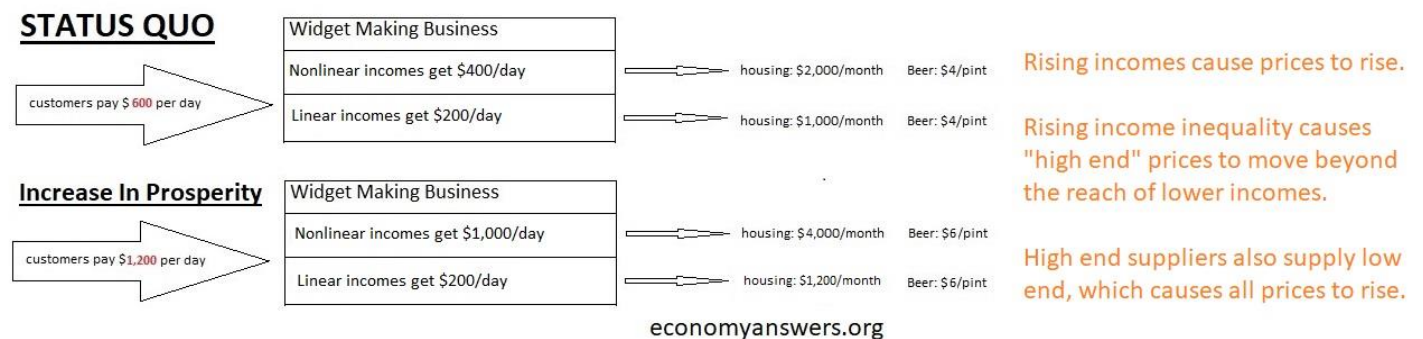 STATUS QUO
customers pay $ 600 per day
Widget Making Business
Nonlinear incomes get $400/day
Linear incomes get $200/day
housing: $2,000/month Beer: $4/pint
housing: $1,000/month Beer: $4/pint
Increase In Prosperity
customers pay $1,200 per day
Widget Making Business
Nonlinear incomes get $1,000/day
Linear incomes get $200/day
housing: $4,000/month Beer: $6/pint
housing: $1,200/month Beer: $6/pint
Rising incomes cause prices to rise.
Rising income inequality causes
"high end" prices to move beyond
the reach of lower incomes.
High end suppliers also supply low
end, which causes all prices to rise.
economyanswers.org